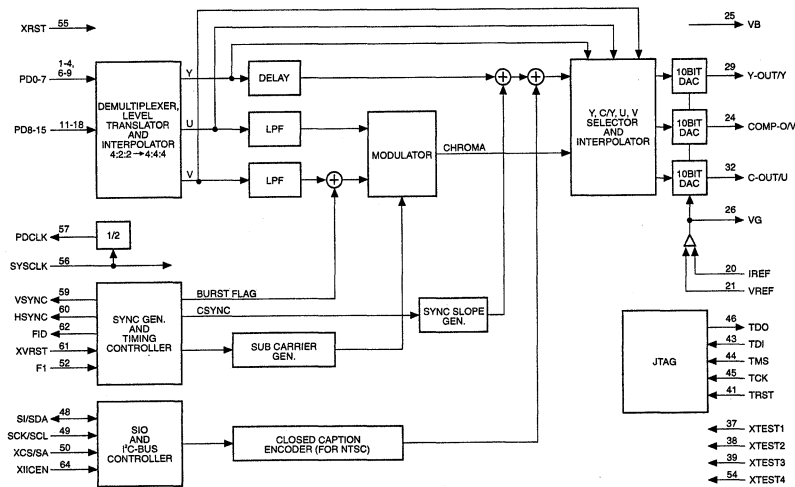 XRST 55
PD0-7 1-4, 6-9
PD8-15 11-18
DEMULTIPLEXER,
LEVEL
TRANSLATOR
AND
INTERPOLATOR
4:2:2 → 4:4:4
Y
U
V
DELAY
LPF
LPF
MODULATOR
CHROMA
Y, C/Y, U, V
SELECTOR
AND
INTERPOLATOR
10BIT
DAC
10BIT
DAC
10BIT
DAC
25 VB
29 Y-OUT/Y
24 COMP-O/V
32 C-OUT/U
26 VG
20 IREF
21 VREF
PDCLK 57
1/2
SYSCLK 56
VSYNC 59
HSYNC 60
FID 62
XVRST 61
F1 52
SYNC GEN.
AND
TIMING
CONTROLLER
BURST FLAG
CSYNC
SYNC SLOPE
GEN.
SUB CARRIER
GEN.
SI/SDA 48
SCK/SCL 49
XCS/SA 50
XIICEN 64
SIO
AND
I²C-BUS
CONTROLLER
CLOSED CAPTION
ENCODER (FOR NTSC)
JTAG
46 TDO
43 TDI
44 TMS
45 TCK
41 TRST
37 XTEST1
38 XTEST2
39 XTEST3
54 XTEST4